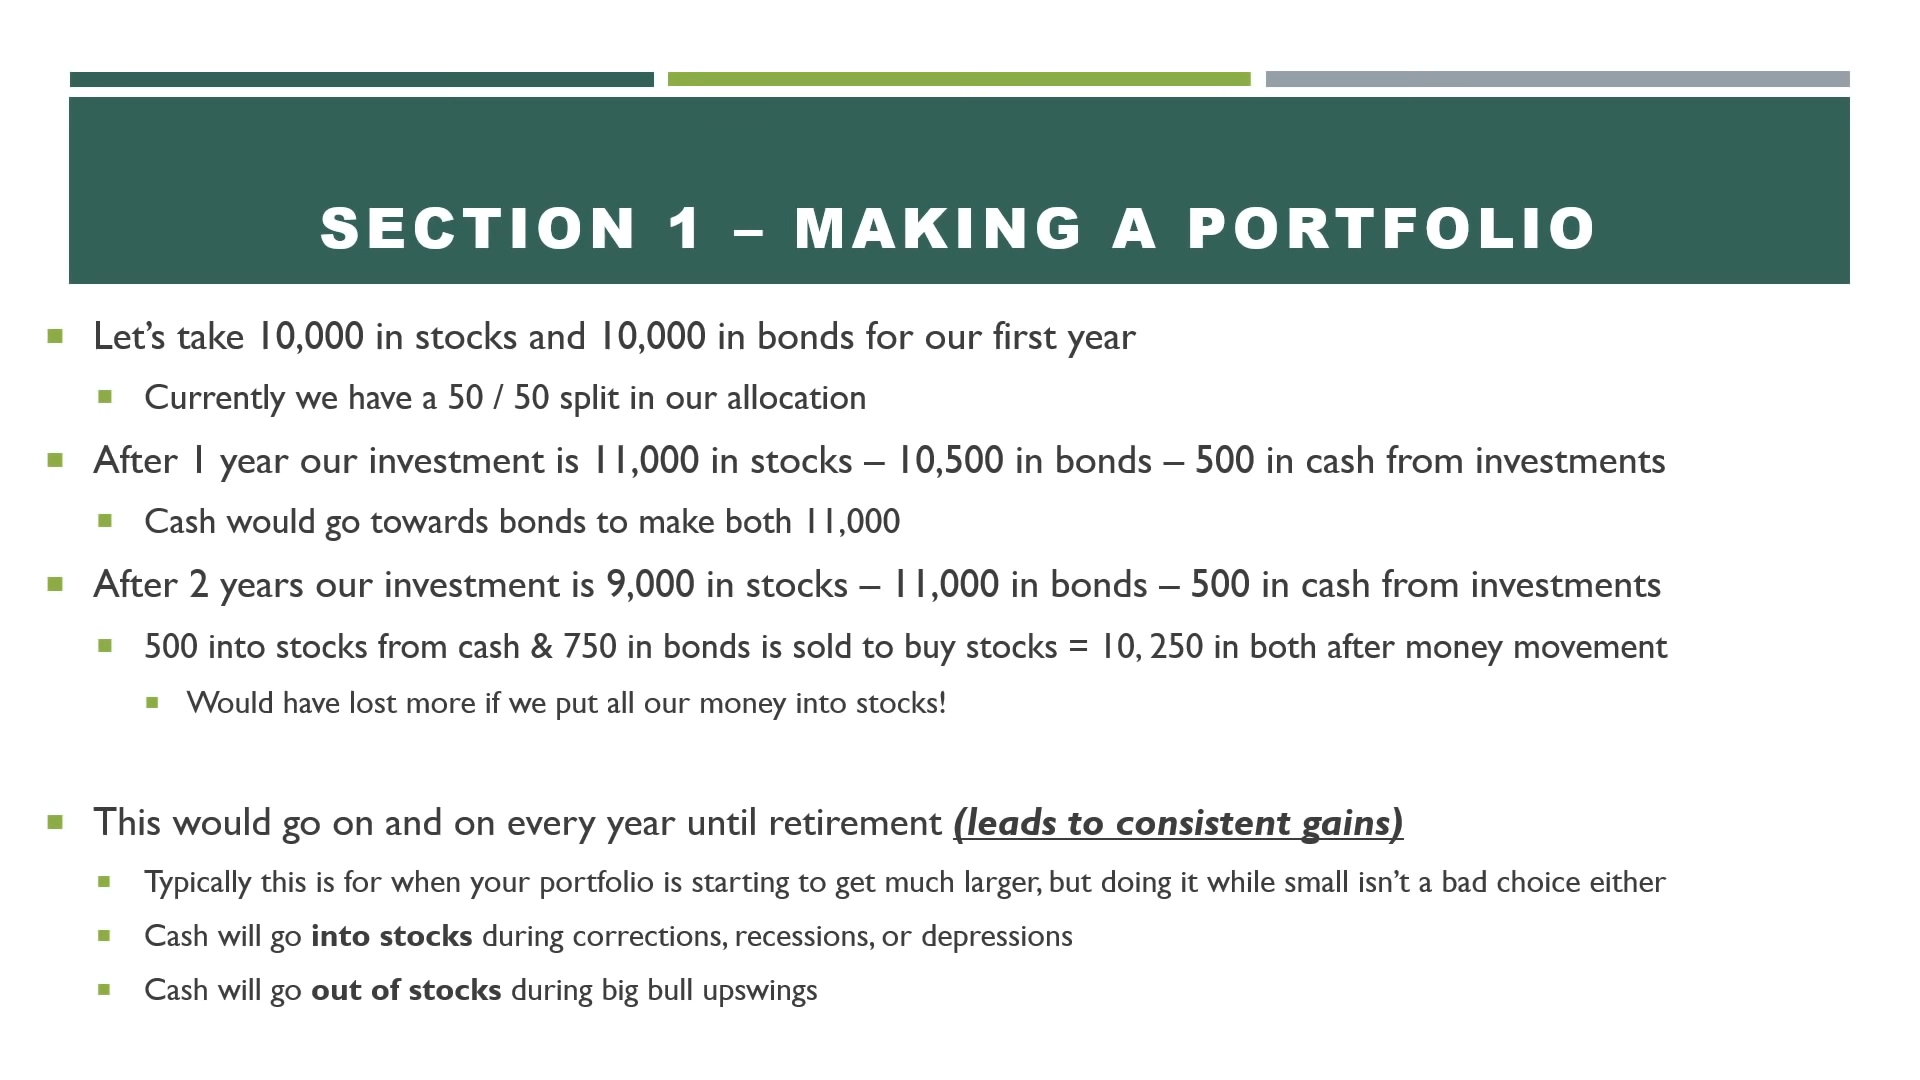 SECTION 1 – MAKING A PORTFOLIO
Let’s take 10,000 in stocks and 10,000 in bonds for our first year
Currently we have a 50 / 50 split in our allocation
After 1 year our investment is 11,000 in stocks – 10,500 in bonds – 500 in cash from investments
Cash would go towards bonds to make both 11,000
After 2 years our investment is 9,000 in stocks – 11,000 in bonds – 500 in cash from investments
500 into stocks from cash & 750 in bonds is sold to buy stocks = 10, 250 in both after money movement
Would have lost more if we put all our money into stocks!
This would go on and on every year until retirement (leads to consistent gains)
Typically this is for when your portfolio is starting to get much larger, but doing it while small isn’t a bad choice either
Cash will go into stocks during corrections, recessions, or depressions
Cash will go out of stocks during big bull upswings